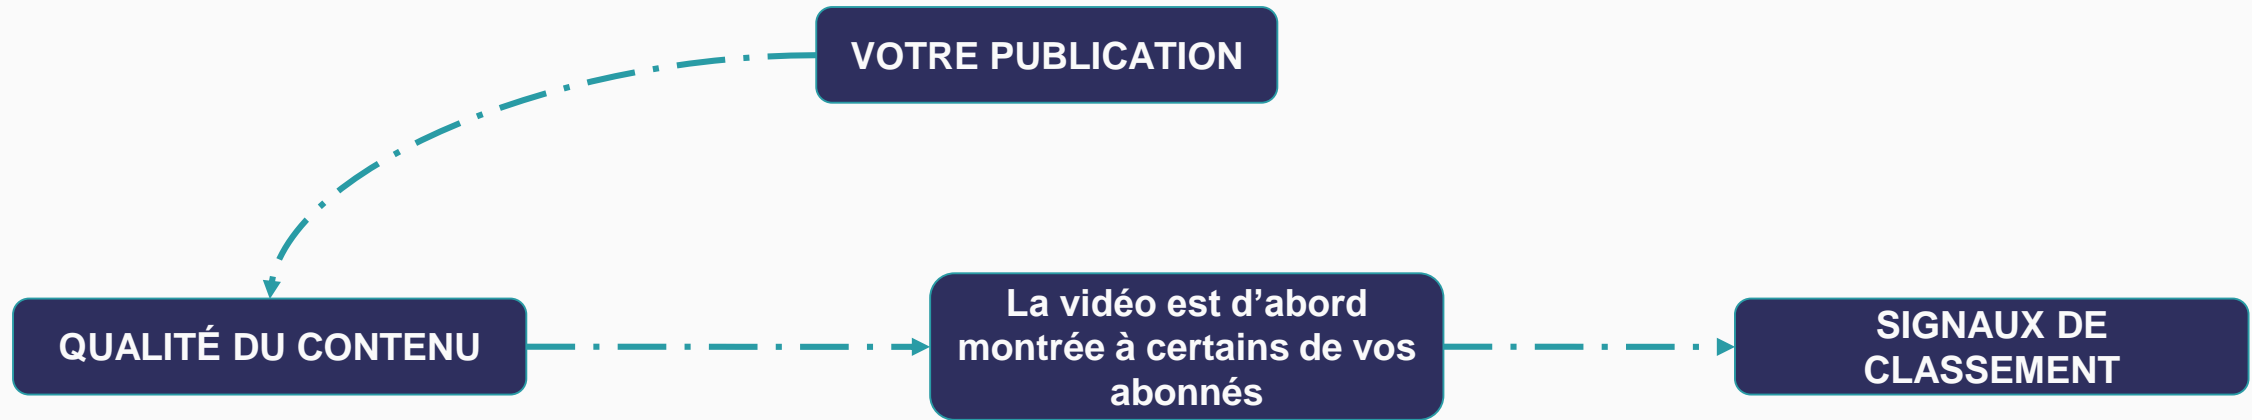 VOTRE PUBLICATION
QUALITÉ DU CONTENU
La vidéo est d’abord
montrée à certains de vos
abonnés
SIGNAUX DE
CLASSEMENT